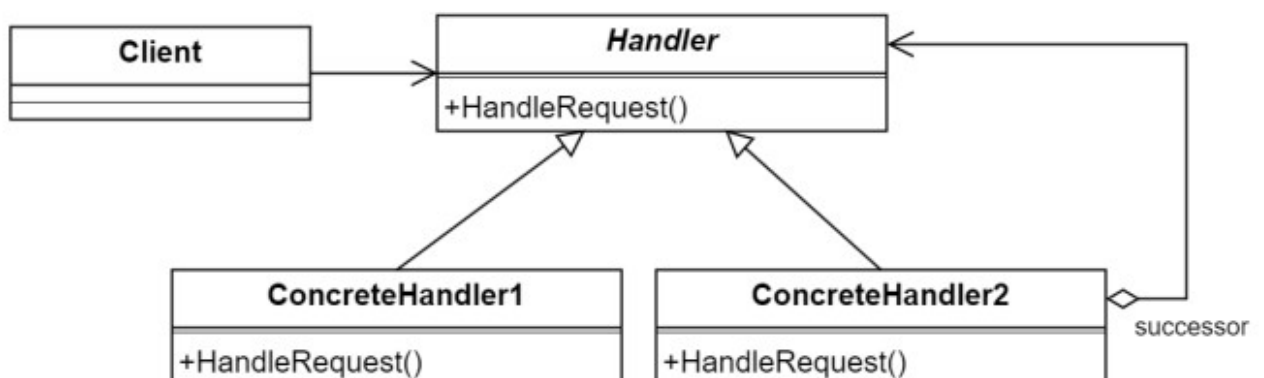 Client
Handler
+HandleRequest()
ConcreteHandler1
+HandleRequest()
ConcreteHandler2
+HandleRequest()
successor